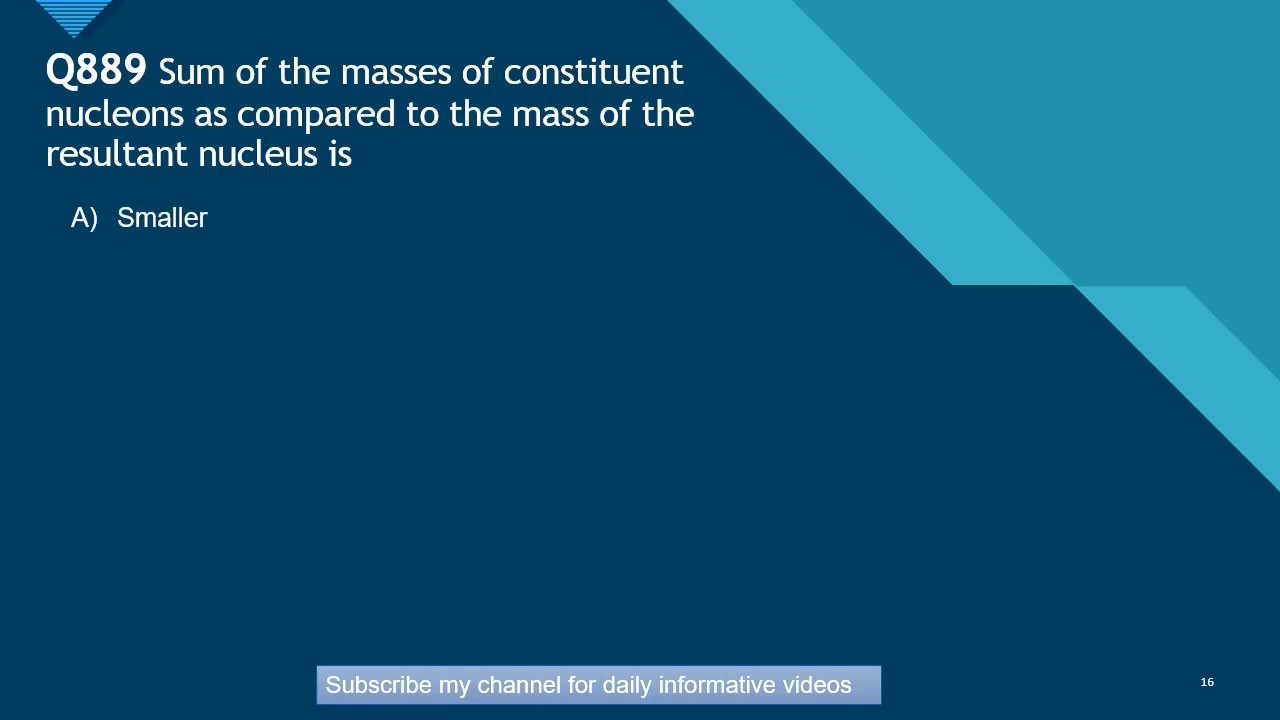 Q889 Sum of the masses of constituent
nucleons as compared to the mass of the
resultant nucleus is
A) Smaller
Subscribe my channel for daily informative videos
16